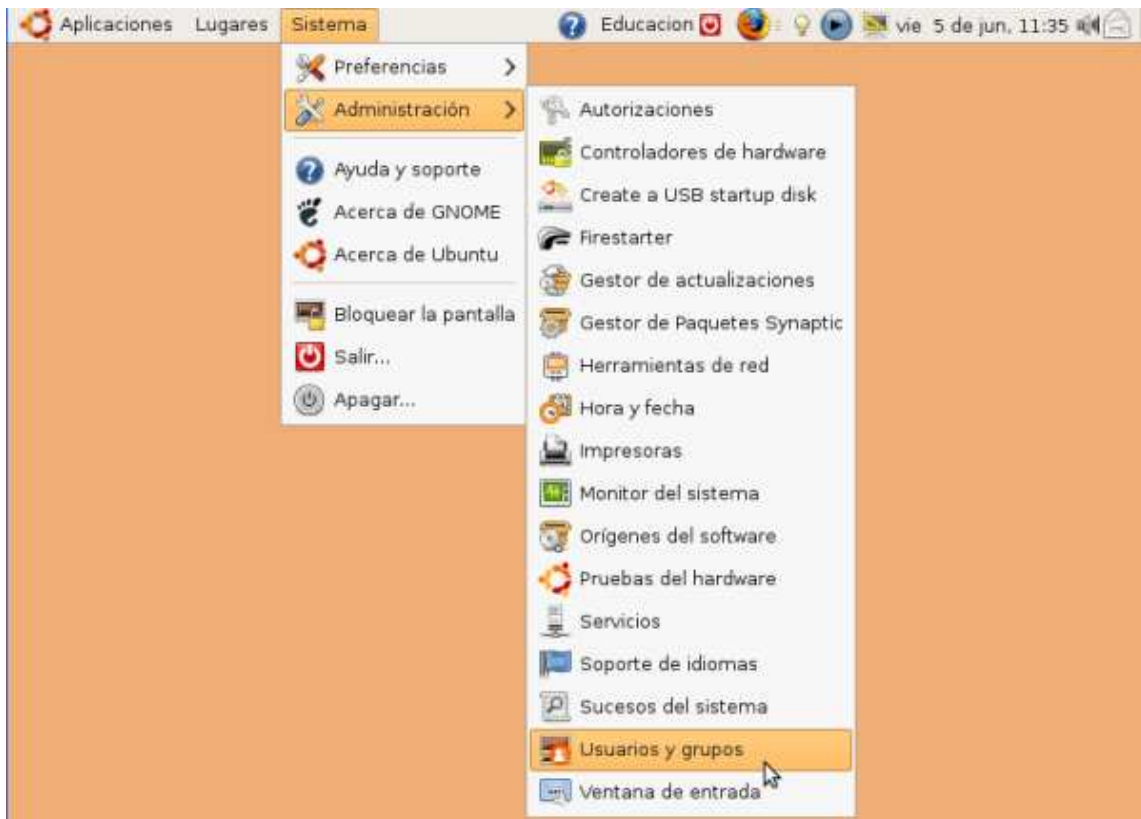 Aplicaciones Lugares Sistema Educacion vie 5 de jun, 11:35
Preferencias
Administración
Ayuda y soporte
Acerca de GNOME
Acerca de Ubuntu
Bloquear la pantalla
Salir...
Apagar...
Autorizaciones
Controladores de hardware
Create a USB startup disk
Firestarter
Gestor de actualizaciones
Gestor de Paquetes Synaptic
Herramientas de red
Hora y fecha
Impresoras
Monitor del sistema
Orígenes del software
Pruebas del hardware
Servicios
Soporte de idiomas
Sucesos del sistema
Usuarios y grupos
Ventana de entrada